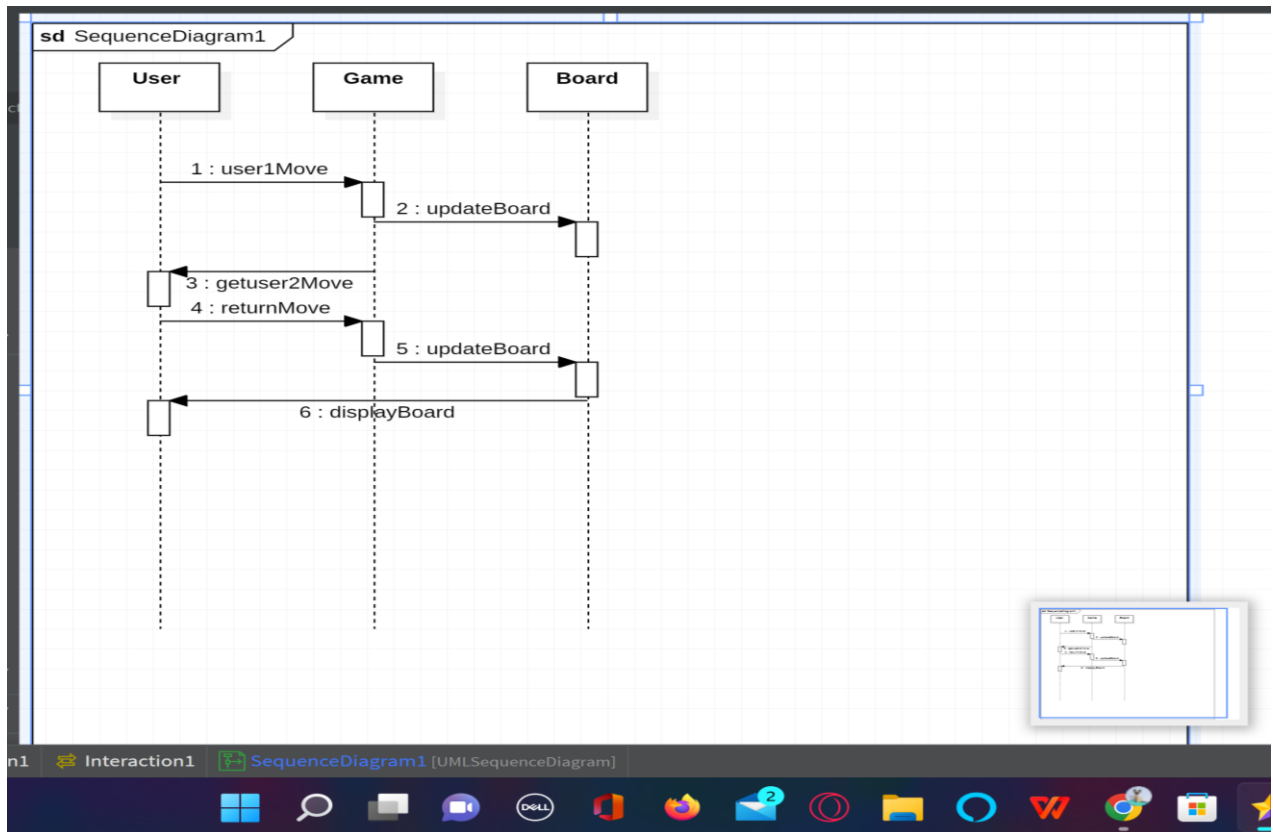 sd SequenceDiagram1
User Game Board
1 : user1Move
2 : updateBoard
3 : getuser2Move
4 : returnMove
5 : updateBoard
6 : displayBoard
n1 Interaction1 SequenceDiagram1 [UMLSequenceDiagram]
DELL 2